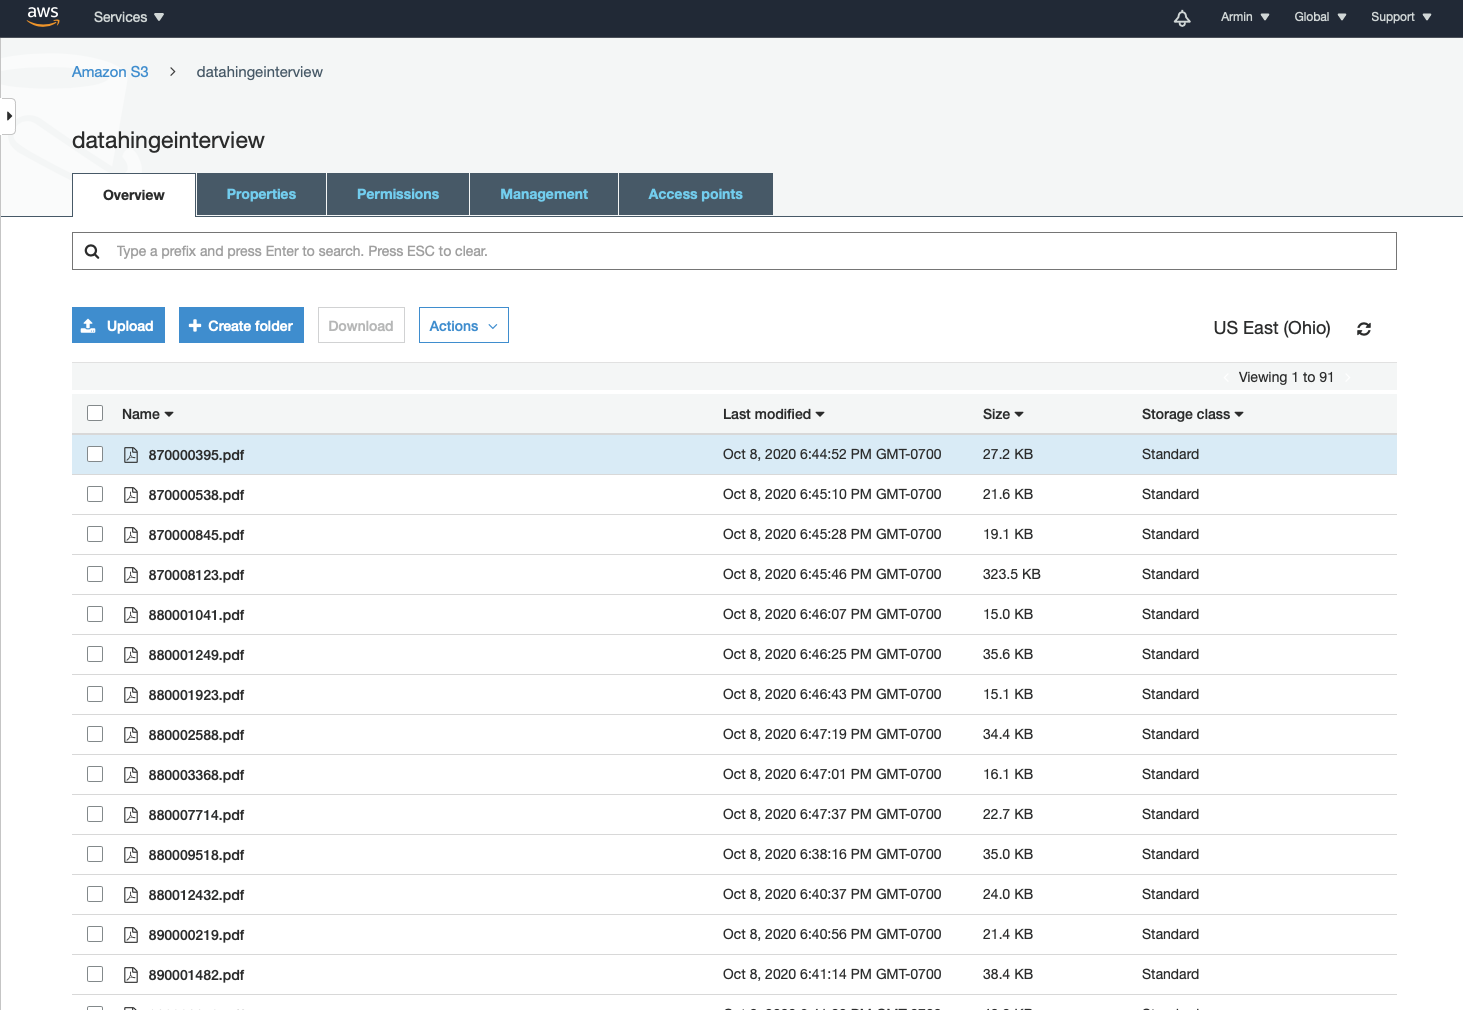 aws Services Armin Global Support
Amazon S3 > datahingeinterview
datahingeinterview
Overview Properties Permissions Management Access points
Type a prefix and press Enter to search. Press ESC to clear.
Upload Create folder Download Actions US East (Ohio)
Viewing 1 to 91
Name Last modified Size Storage class
870000395.pdf Oct 8, 2020 6:44:52 PM GMT-0700 27.2 KB Standard
870000538.pdf Oct 8, 2020 6:45:10 PM GMT-0700 21.6 KB Standard
870000845.pdf Oct 8, 2020 6:45:28 PM GMT-0700 19.1 KB Standard
870008123.pdf Oct 8, 2020 6:45:46 PM GMT-0700 323.5 KB Standard
880001041.pdf Oct 8, 2020 6:46:07 PM GMT-0700 15.0 KB Standard
880001249.pdf Oct 8, 2020 6:46:25 PM GMT-0700 35.6 KB Standard
880001923.pdf Oct 8, 2020 6:46:43 PM GMT-0700 15.1 KB Standard
880002588.pdf Oct 8, 2020 6:47:19 PM GMT-0700 34.4 KB Standard
880003368.pdf Oct 8, 2020 6:47:01 PM GMT-0700 16.1 KB Standard
880007714.pdf Oct 8, 2020 6:47:37 PM GMT-0700 22.7 KB Standard
880009518.pdf Oct 8, 2020 6:38:16 PM GMT-0700 35.0 KB Standard
880012432.pdf Oct 8, 2020 6:40:37 PM GMT-0700 24.0 KB Standard
890000219.pdf Oct 8, 2020 6:40:56 PM GMT-0700 21.4 KB Standard
890001482.pdf Oct 8, 2020 6:41:14 PM GMT-0700 38.4 KB Standard